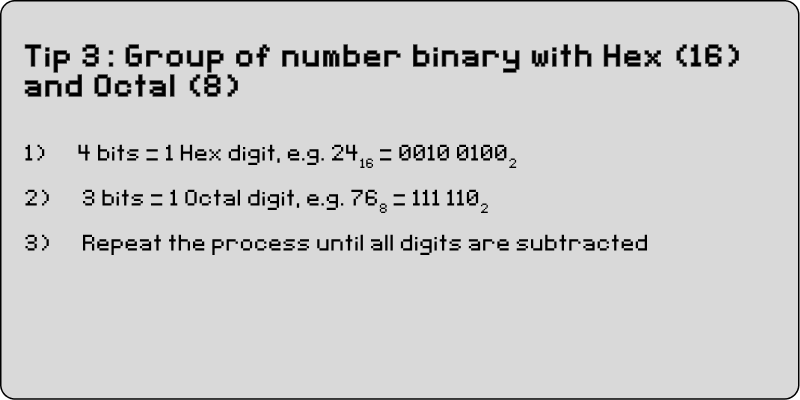 Tip 3: Group of number binary with Hex (16)
and Octal (8)
1) 4 bits = 1 Hex digit, e.g. 24₁₆ = 0010 0100₂
2) 3 bits = 1 Octal digit, e.g. 76₈ = 111 110₂
3) Repeat the process until all digits are subtracted